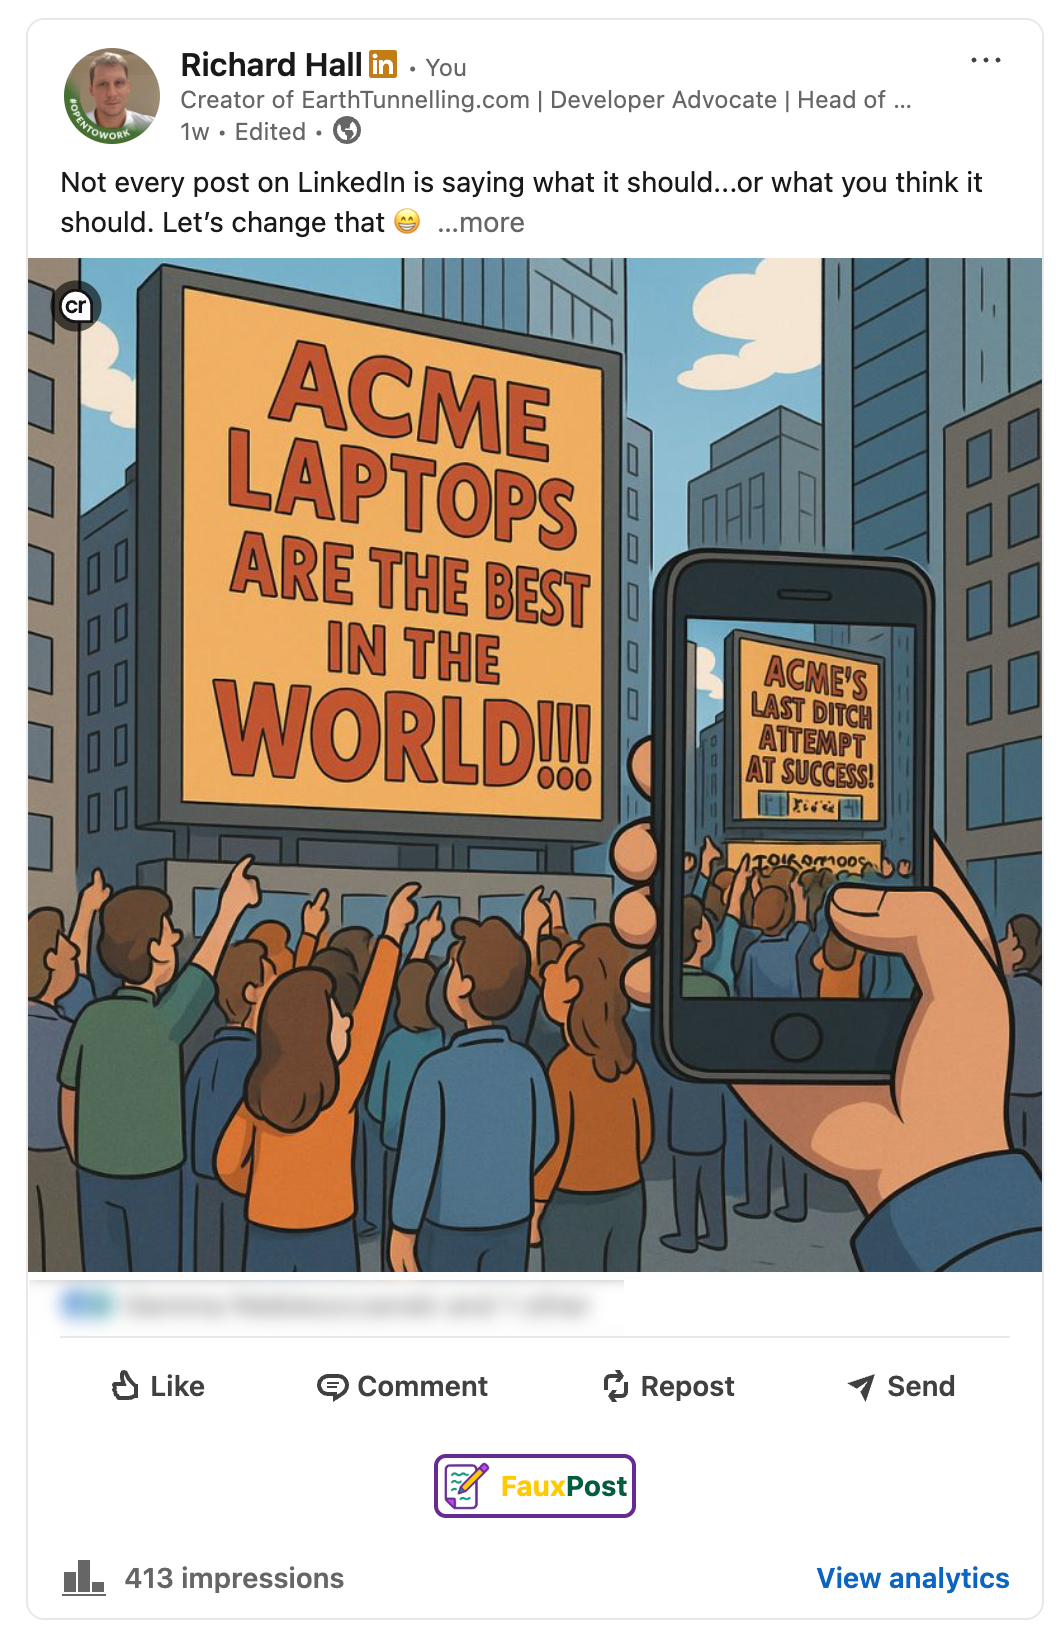 Richard Hall in • You
Creator of EarthTunnelling.com | Developer Advocate | Head of ...
1w • Edited •
#OPENTOWORK
Not every post on LinkedIn is saying what it should...or what you think it
should. Let's change that 😁 ...more
cr
ACME
LAPTOPS
ARE THE BEST
IN THE
WORLD!!!
ACME'S
LAST DITCH
ATTEMPT
AT SUCCESS!
Like
Comment
Repost
Send
FauxPost
413 impressions
View analytics